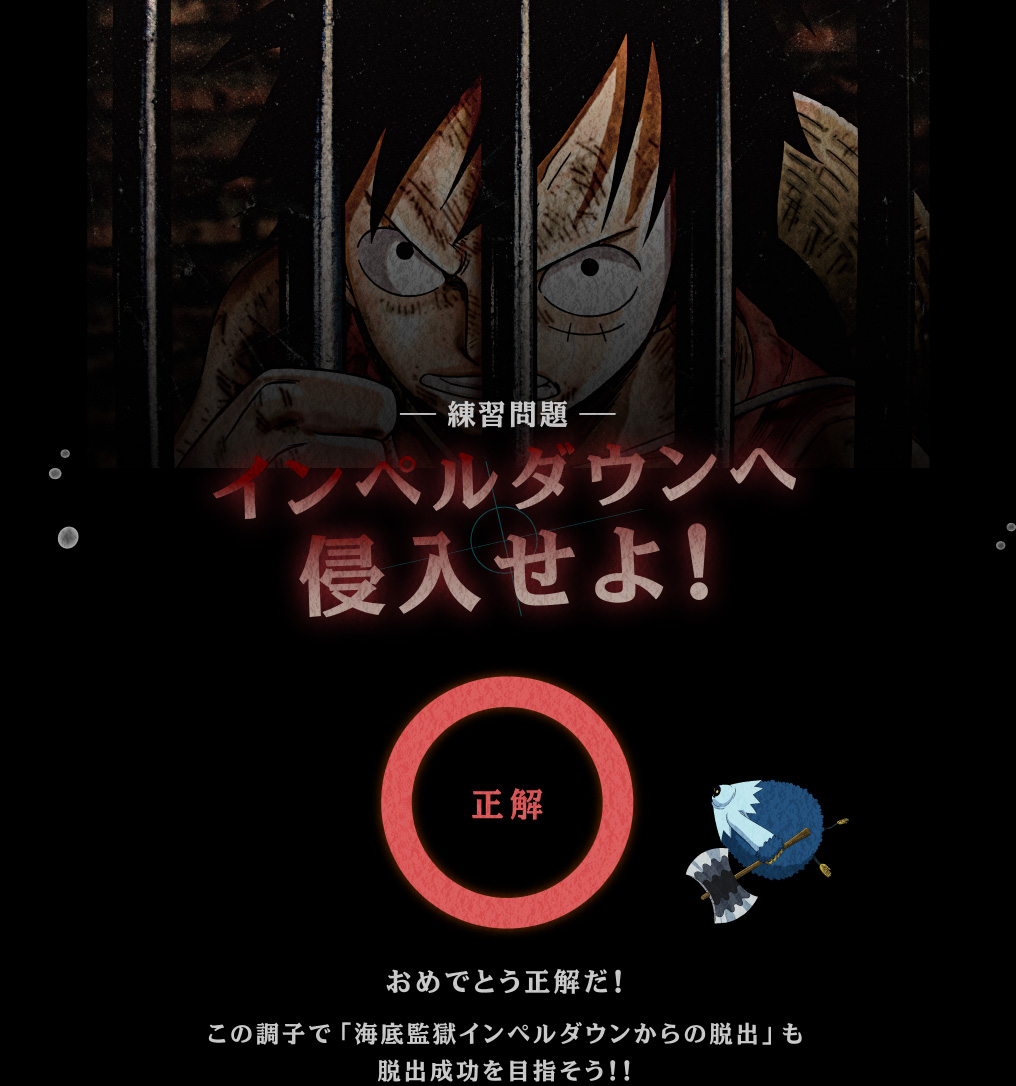 練習問題
インペルダウンへ
侵入せよ!
正解
おめでとう正解だ!
この調子で「海底監獄インペルダウンからの脱出」も
脱出成功を目指そう!!